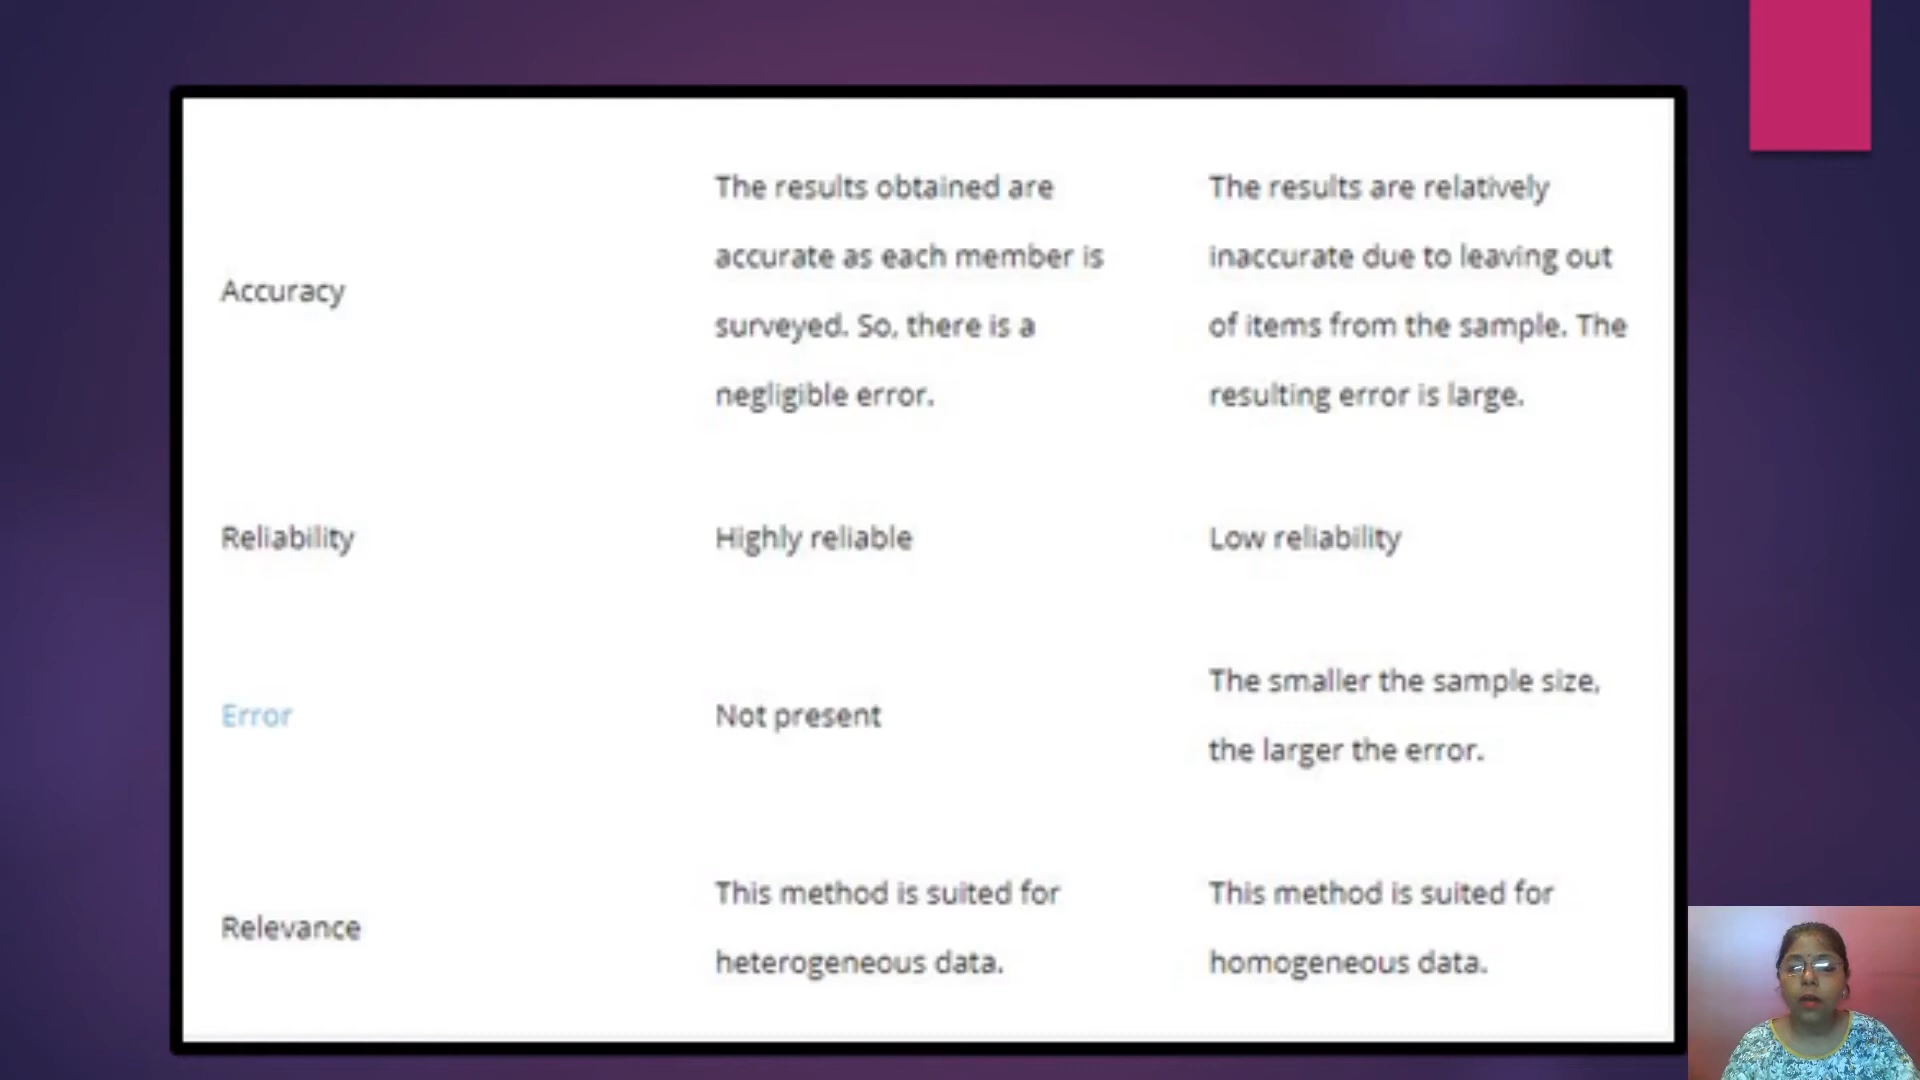 Accuracy
The results obtained are
accurate as each member is
surveyed. So, there is a
negligible error.
The results are relatively
inaccurate due to leaving out
of items from the sample. The
resulting error is large.
Reliability
Highly reliable
Low reliability
Error
Not present
The smaller the sample size,
the larger the error.
Relevance
This method is suited for
heterogeneous data.
This method is suited for
homogeneous data.